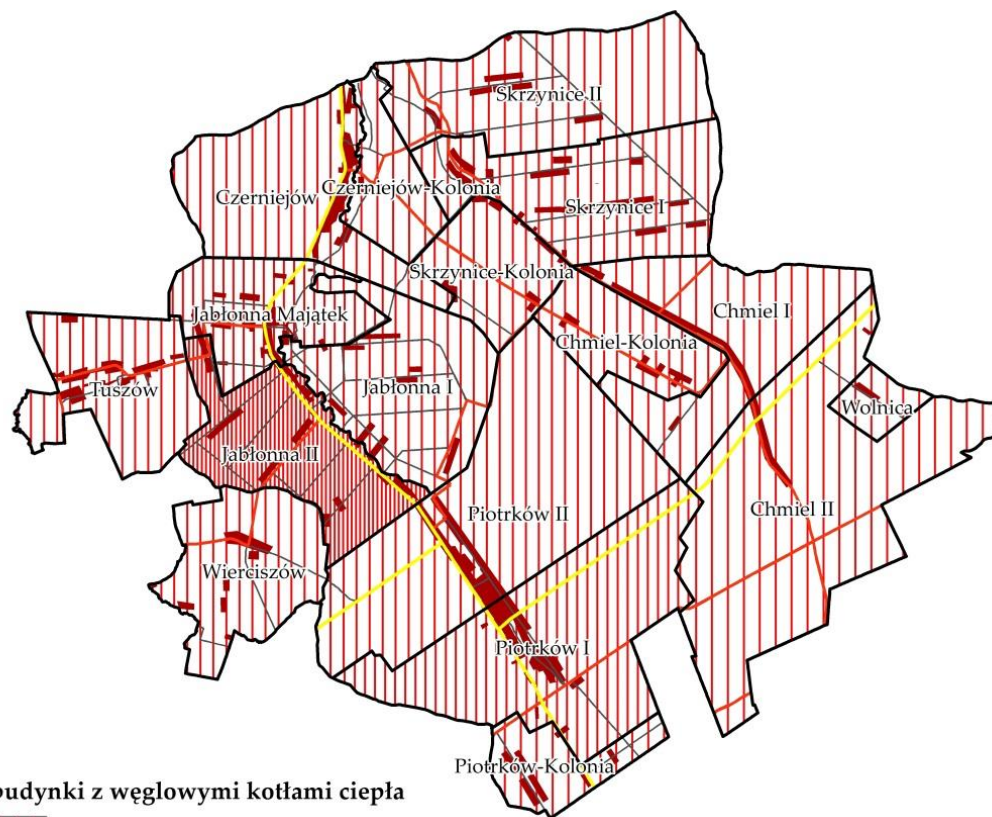 Skrzynice II
Czerniejów
Czerniejów-Kolonia
Skrzynice I
Skrzynice-Kolonia
Jabłonna Majątek
Chmiel I
Chmiel-Kolonia
Tuszów
Jabłonna I
Wolnica
Jabłonna II
Piotrków II
Chmiel II
Wierciszów
Piotrków I
Piotrków-Kolonia
budynki z węglowymi kotłami ciepła